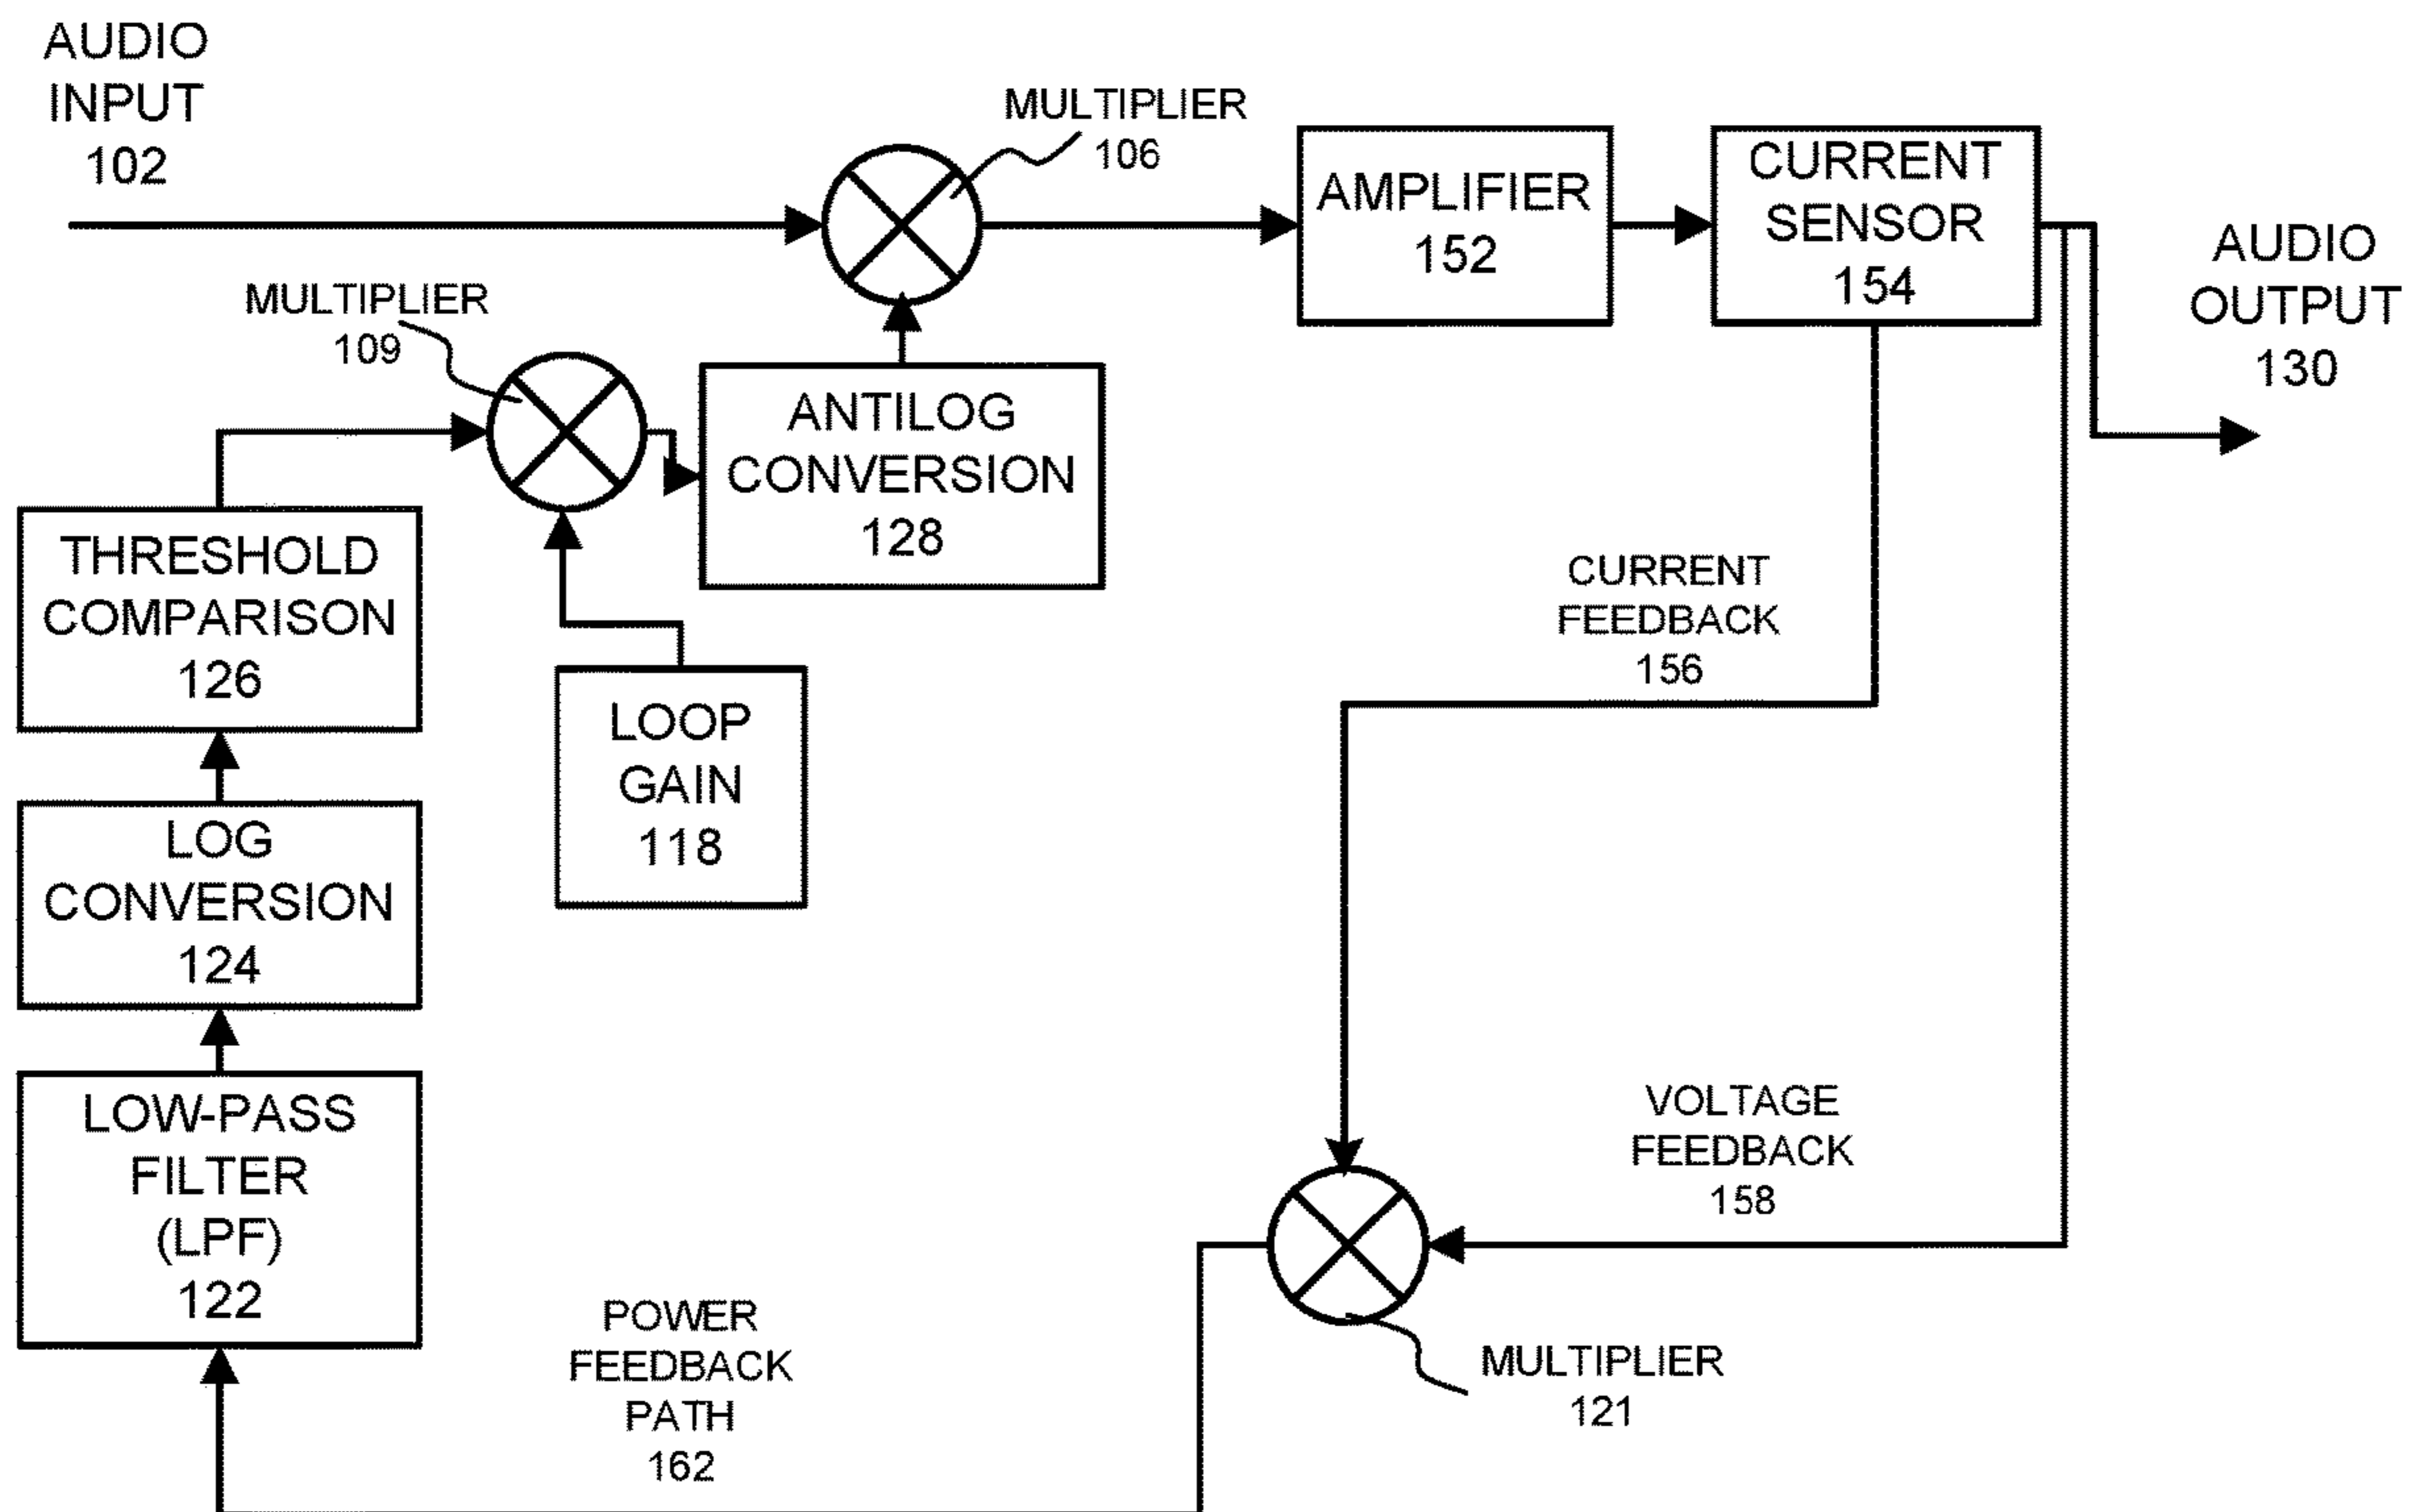 AUDIO
INPUT
102
MULTIPLIER
106
AMPLIFIER
152
CURRENT
SENSOR
154
AUDIO
OUTPUT
130
MULTIPLIER
109
ANTILOG
CONVERSION
128
THRESHOLD
COMPARISON
126
LOOP
GAIN
118
CURRENT
FEEDBACK
156
LOG
CONVERSION
124
LOW-PASS
FILTER
(LPF)
122
VOLTAGE
FEEDBACK
158
POWER
FEEDBACK
PATH
162
MULTIPLIER
121